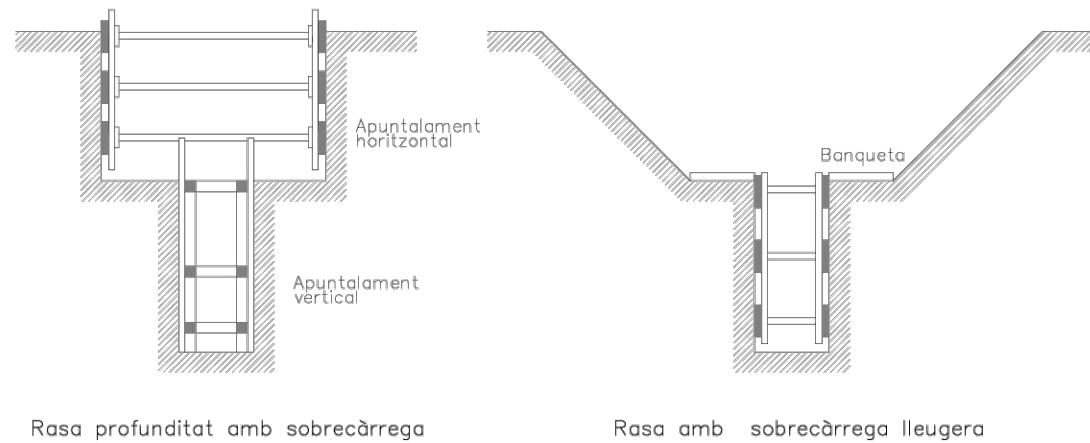 Apuntalament
horitzontal
Banqueta
Apuntalament
vertical
Rasa profunditat amb sobrecàrrega
Rasa amb sobrecàrrega lleugera